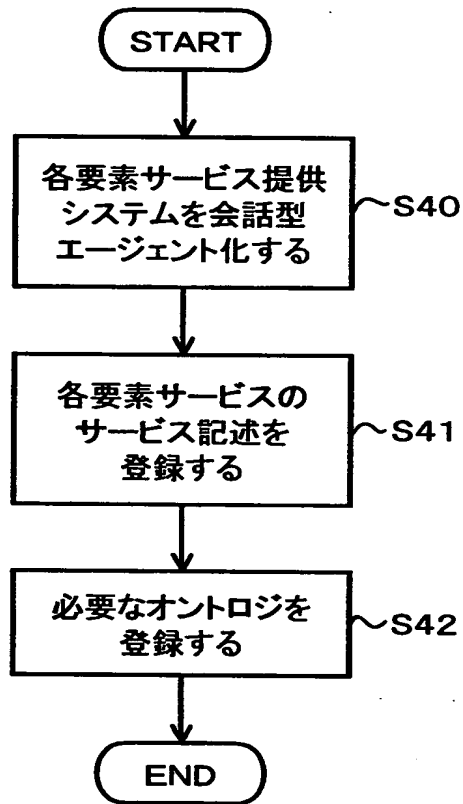 START
各要素サービス提供
システムを会話型
エージェント化する
S40
各要素サービスの
サービス記述を
登録する
S41
必要なオントロジを
登録する
S42
END